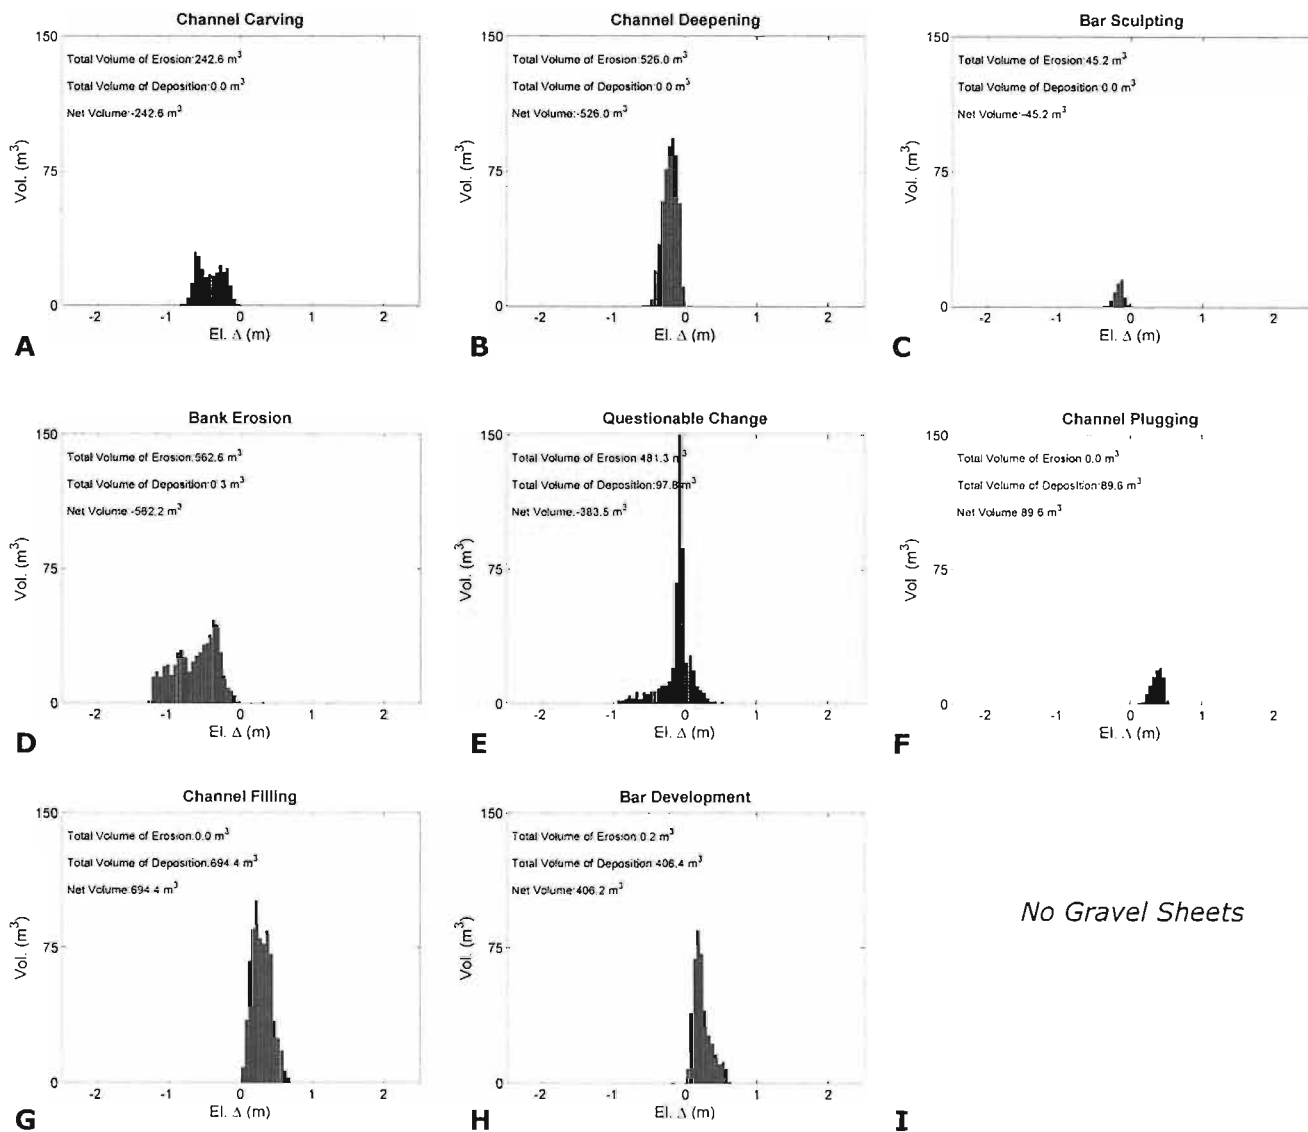 Channel Carving
150
Total Volume of Erosion:242.6 m³
Total Volume of Deposition:0.0 m³
Net Volume:-242.6 m³
Vol. (m³)
75
0
-2 -1 0 1 2
El. Δ (m)
A
Channel Deepening
150
Total Volume of Erosion:526.0 m³
Total Volume of Deposition:0.0 m³
Net Volume:-526.0 m³
Vol. (m³)
75
0
-2 -1 0 1 2
El. Δ (m)
B
Bar Sculpting
150
Total Volume of Erosion:45.2 m³
Total Volume of Deposition:0.0 m³
Net Volume:-45.2 m³
Vol. (m³)
75
0
-2 -1 0 1 2
El. Δ (m)
C
Bank Erosion
150
Total Volume of Erosion:562.6 m³
Total Volume of Deposition:0.3 m³
Net Volume:-562.2 m³
Vol. (m³)
75
0
-2 -1 0 1 2
El. Δ (m)
D
Questionable Change
150
Total Volume of Erosion:481.3 m³
Total Volume of Deposition:97.8 m³
Net Volume:-383.5 m³
Vol. (m³)
75
0
-2 -1 0 1 2
El. Δ (m)
E
Channel Plugging
150
Total Volume of Erosion:0.0 m³
Total Volume of Deposition:89.6 m³
Net Volume:89.6 m³
Vol. (m³)
75
0
-2 -1 0 1 2
El. Δ (m)
F
Channel Filling
150
Total Volume of Erosion:0.0 m³
Total Volume of Deposition:694.4 m³
Net Volume:694.4 m³
Vol. (m³)
75
0
-2 -1 0 1 2
El. Δ (m)
G
Bar Development
150
Total Volume of Erosion:0.2 m³
Total Volume of Deposition:406.4 m³
Net Volume:406.2 m³
Vol. (m³)
75
0
-2 -1 0 1 2
El. Δ (m)
H
No Gravel Sheets
I